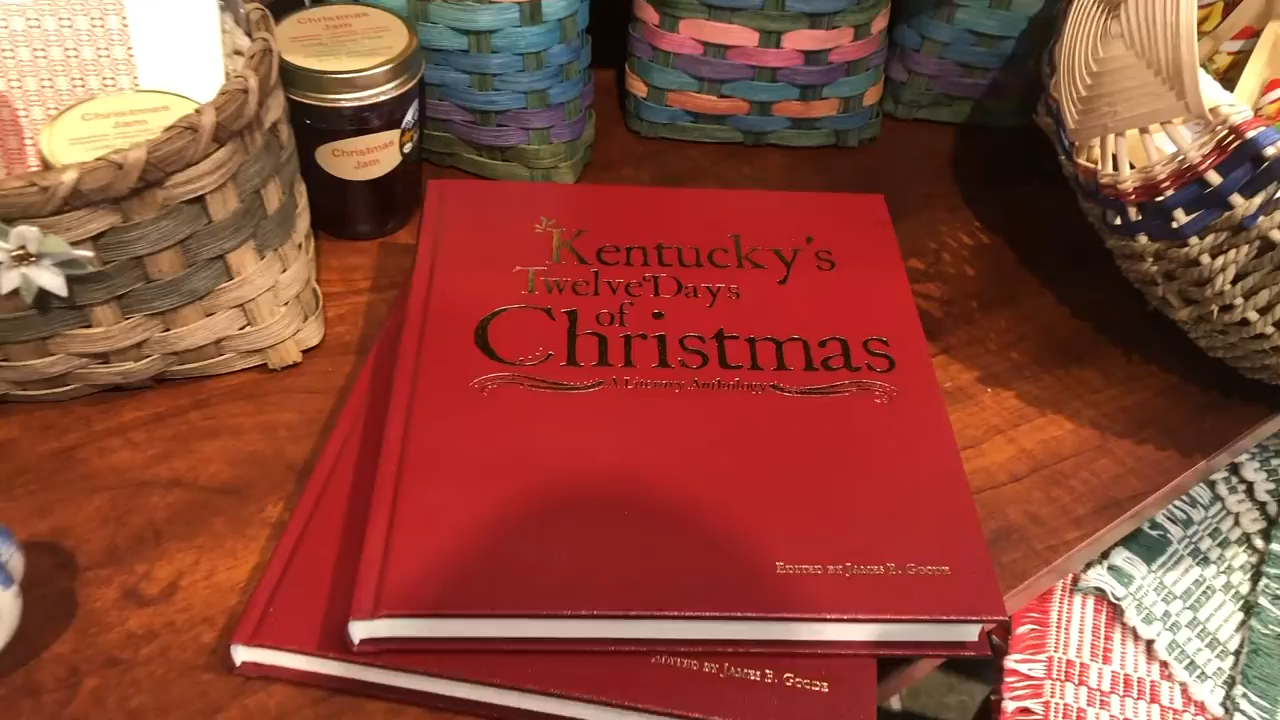 Christmas
Jam
Christmas
Jam
Christmas
Jam
Kentucky's
Twelve Days
of
Christmas
A Literary Anthology
Edited by James B. Goode
Edited by James B. Goode